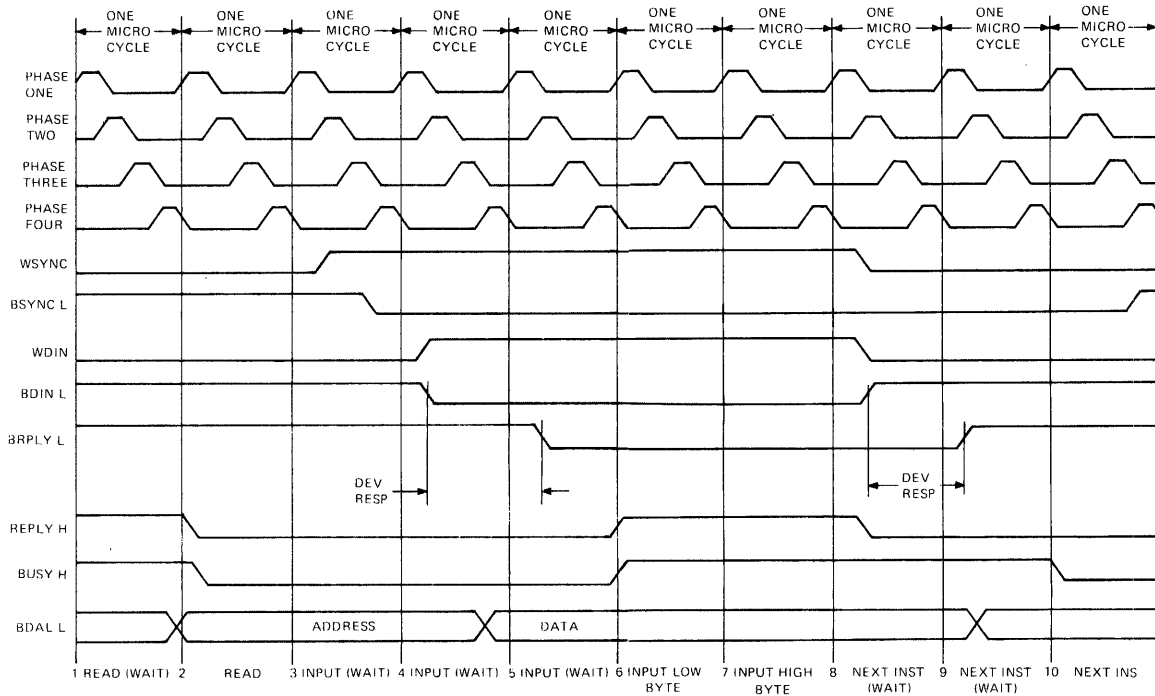 ONE MICRO CYCLE ONE MICRO CYCLE ONE MICRO CYCLE ONE MICRO CYCLE ONE MICRO CYCLE ONE MICRO CYCLE ONE MICRO CYCLE ONE MICRO CYCLE ONE MICRO CYCLE ONE MICRO CYCLE
PHASE
ONE
PHASE
TWO
PHASE
THREE
PHASE
FOUR
WSYNC
BSYNC L
WDIN
BDIN L
BRPLY L
DEV
RESP
DEV
RESP
REPLY H
BUSY H
BDAL L
ADDRESS
DATA
1 READ (WAIT) 2 READ 3 INPUT (WAIT) 4 INPUT (WAIT) 5 INPUT (WAIT) 6 INPUT LOW BYTE 7 INPUT HIGH BYTE 8 NEXT INST (WAIT) 9 NEXT INST (WAIT) 10 NEXT INS